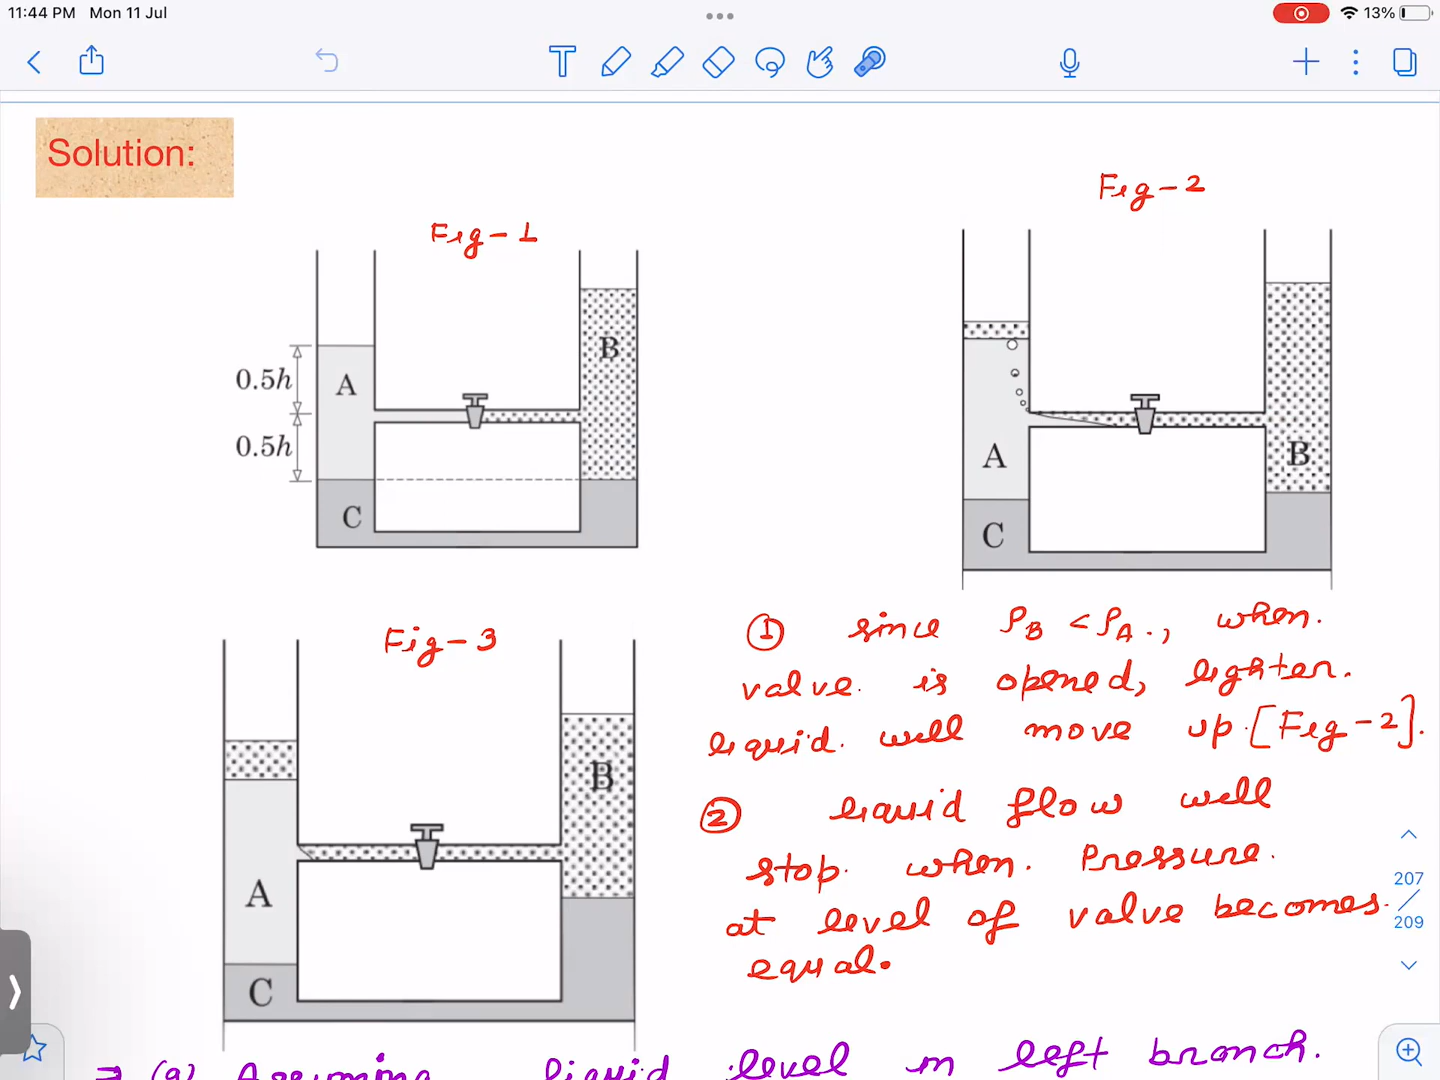 11:44 PM Mon 11 Jul
13%
Solution:
Fig-1
Fig-2
0.5h
A
B
0.5h
C
A
B
C
Fig-3
B
A
C
① since ρB < ρA., when.
valve. is opened, lighter.
liquid. will move up. [Fig-2].
② liquid flow will
stop. when. Pressure.
at level of valve becomes.
equal.
207
209
⇒ (a) Assuming liquid level in left branch.